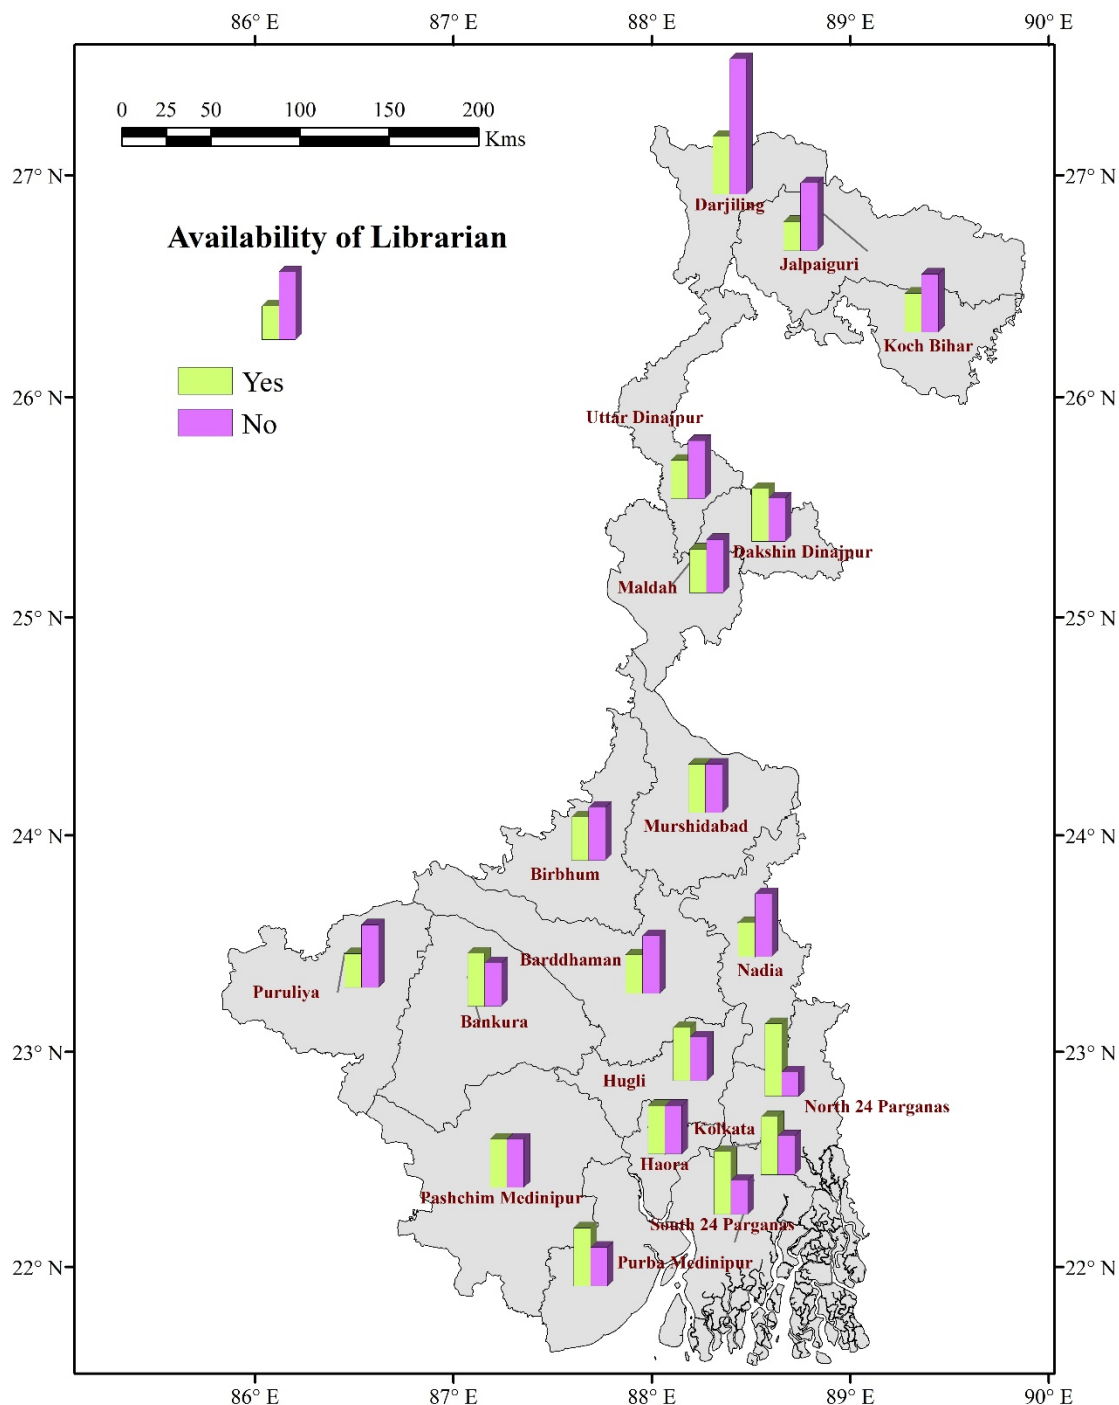 86° E 87° E 88° E 89° E 90° E
0 25 50 100 150 200
Kms
27° N 27° N
Darjiling
Availability of Librarian
Jalpaiguri
Koch Bihar
Yes
26° N 26° N
No
Uttar Dinajpur
Dakshin Dinajpur
Maldah
25° N 25° N
Murshidabad
24° N 24° N
Birbhum
Barddhaman
Nadia
Puruliya
Bankura
23° N 23° N
Hugli
North 24 Parganas
Kolkata
Haora
Pashchim Medinipur
South 24 Parganas
Purba Medinipur
22° N 22° N
86° E 87° E 88° E 89° E 90° E